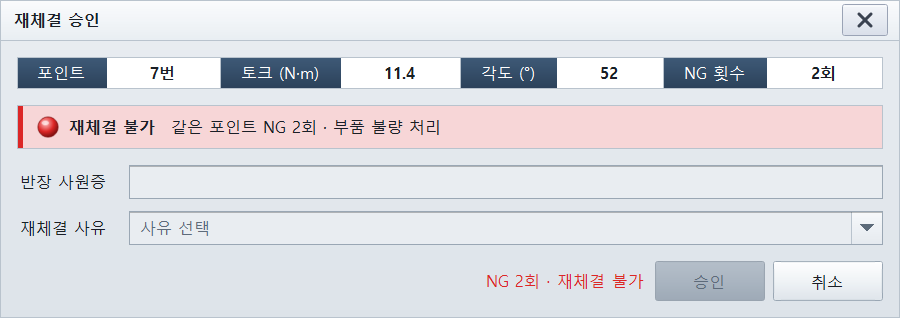 재체결 승인
포인트 7번 토크 (N·m) 11.4 각도 (°) 52 NG 횟수 2회
재체결 불가 같은 포인트 NG 2회 · 부품 불량 처리
반장 사원증
재체결 사유 사유 선택
NG 2회 · 재체결 불가 승인 취소